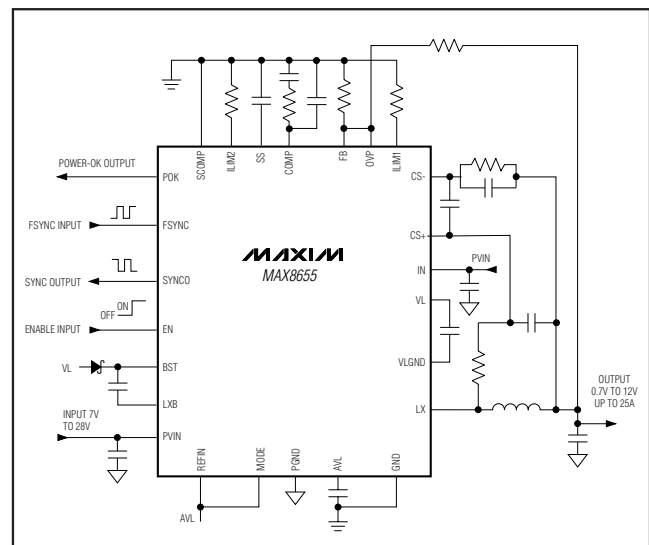 SCOMP
ILIM2
SS
COMP
FB
OVP
ILIM1
POWER-OK OUTPUT
POK
CS-
FSYNC INPUT
FSYNC
CS+
MAXIM
MAX8655
IN
PVIN
SYNC OUTPUT
SYNCO
VL
ON
OFF
ENABLE INPUT
EN
VLGND
VL
BST
LXB
LX
OUTPUT
0.7V TO 12V
UP TO 25A
INPUT 7V
TO 28V
PVIN
REFIN
MODE
PGND
AVL
GND
AVL